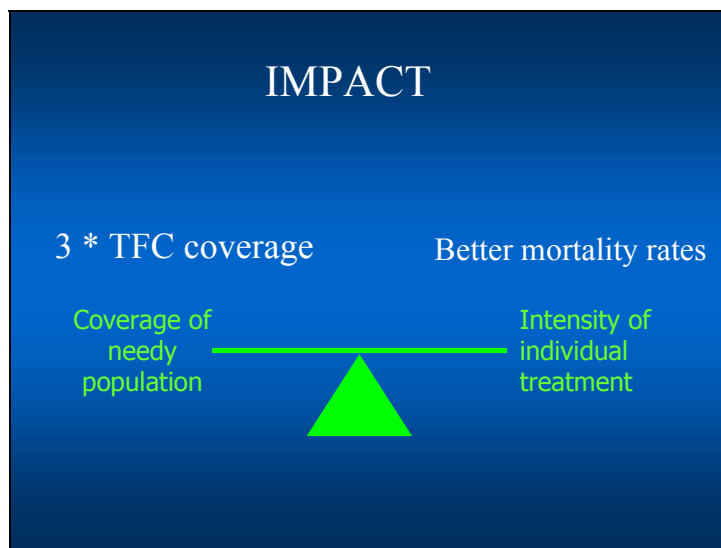 IMPACT
3 * TFC coverage
Better mortality rates
Coverage of
needy
population
Intensity of
individual
treatment